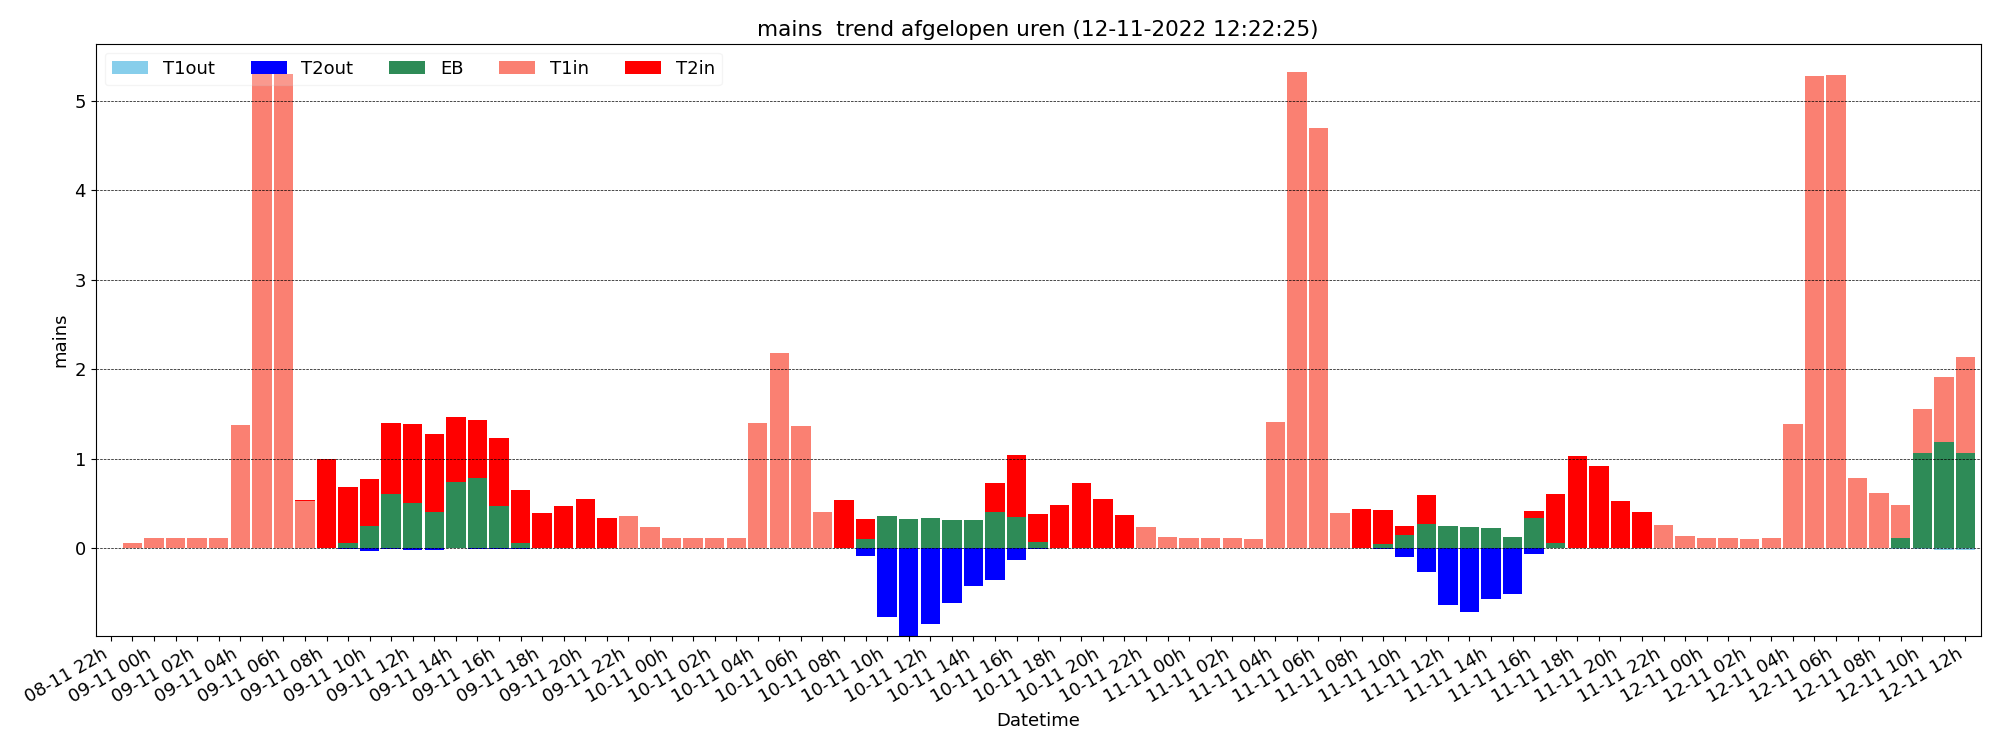 mains  trend afgelopen uren (12-11-2022 12:22:25)
T1out T2out EB T1in T2in
5
4
3
2
1
0
mains
08-11 22h
09-11 00h
09-11 02h
09-11 04h
09-11 06h
09-11 08h
09-11 10h
09-11 12h
09-11 14h
09-11 16h
09-11 18h
09-11 20h
09-11 22h
10-11 00h
10-11 02h
10-11 04h
10-11 06h
10-11 08h
10-11 10h
10-11 12h
10-11 14h
10-11 16h
10-11 18h
10-11 20h
10-11 22h
11-11 00h
11-11 02h
11-11 04h
11-11 06h
11-11 08h
11-11 10h
11-11 12h
11-11 14h
11-11 16h
11-11 18h
11-11 20h
11-11 22h
12-11 00h
12-11 02h
12-11 04h
12-11 06h
12-11 08h
12-11 10h
12-11 12h
Datetime